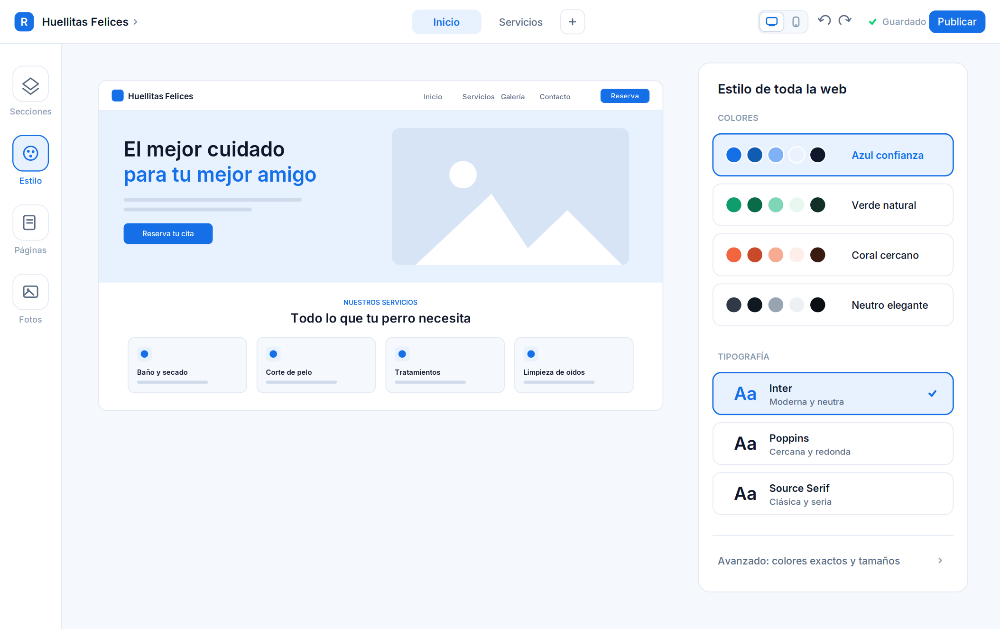 R Huellitas Felices
Inicio
Servicios
+
Guardado
Publicar
Secciones
Estilo
Páginas
Fotos
Huellitas Felices
Inicio Servicios Galería Contacto
Reserva
El mejor cuidado
para tu mejor amigo
Reserva tu cita
NUESTROS SERVICIOS
Todo lo que tu perro necesita
Baño y secado
Corte de pelo
Tratamientos
Limpieza de oídos
Estilo de toda la web
COLORES
Azul confianza
Verde natural
Coral cercano
Neutro elegante
TIPOGRAFÍA
Aa Inter
Moderna y neutra
Aa Poppins
Cercana y redonda
Aa Source Serif
Clásica y seria
Avanzado: colores exactos y tamaños